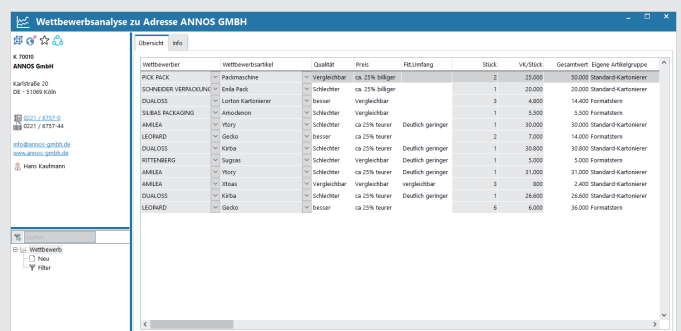 Wettbewerbsanalyse zu Adresse ANNOS GMBH
K 70010
ANNOS GmbH
Karlstraße 20
DE - 51069 Köln
0221 / 6757-0
0221 / 6757-44
info@annos-gmbh.de
www.annos-gmbh.de
Hans Kaufmann
Wettbewerb
Neu
Filter
Übersicht Info
Wettbewerber Wettbewerbsartikel Qualität Preis Fkt.Umfang Stück VK/Stück Gesamtwert Eigene Artikelgruppe
PICK PACK Packmaschine Vergleichbar ca. 25% billiger 2 25.000 50.000 Standard-Kartonierer
SCHNEIDER VERPACKUNG Enila Pack Schlechter ca. 25% billiger 1 20.000 20.000 Standard-Kartonierer
DUALOSS Lorton Kartonierer besser Vergleichbar 3 4.800 14.400 Formatstern
SILIBAS PACKAGING Amodenon Schlechter Vergleichbar 1 5.500 5.500 Formatstern
AMILEA Ytory Schlechter ca 25% teurer Deutlich geringer 1 30.000 30.000 Standard-Kartonierer
LEOPARD Gedco besser ca 25% teurer 2 7.000 14.000 Formatstern
DUALOSS Kirba Schlechter ca 25% teurer Deutlich geringer 1 30.800 30.800 Standard-Kartonierer
RITTENBERG Sugsas Schlechter Vergleichbar Deutlich geringer 1 5.000 5.000 Formatstern
AMILEA Ytory Schlechter ca 25% teurer Deutlich geringer 1 31.000 31.000 Standard-Kartonierer
AMILEA Xtoas Vergleichbar Vergleichbar vergleichbar 3 800 2.400 Standard-Kartonierer
DUALOSS Kirba Schlechter ca 25% teurer Deutlich geringer 1 26.600 26.600 Standard-Kartonierer
LEOPARD Gedco besser ca 25% teurer 6 6.000 36.000 Formatstern